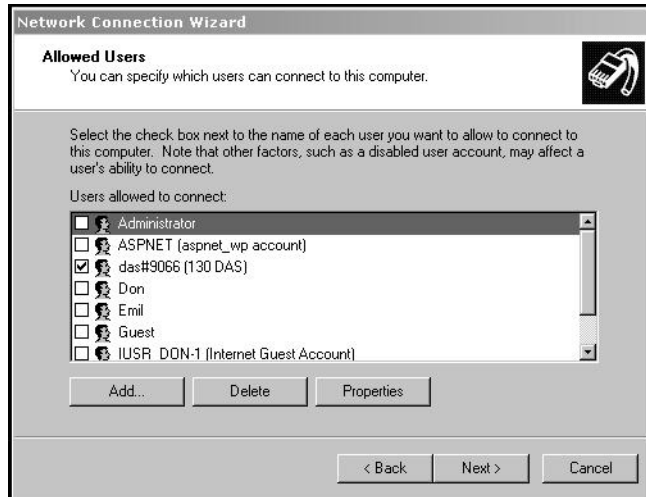 Network Connection Wizard
Allowed Users
You can specify which users can connect to this computer.
Select the check box next to the name of each user you want to allow to connect to
this computer. Note that other factors, such as a disabled user account, may affect a
user's ability to connect.
Users allowed to connect:
Administrator
ASPNET (aspnet_wp account)
das#9066 (130 DAS)
Don
Emil
Guest
IUSR_DON-1 (Internet Guest Account)
Add... Delete Properties
< Back Next > Cancel